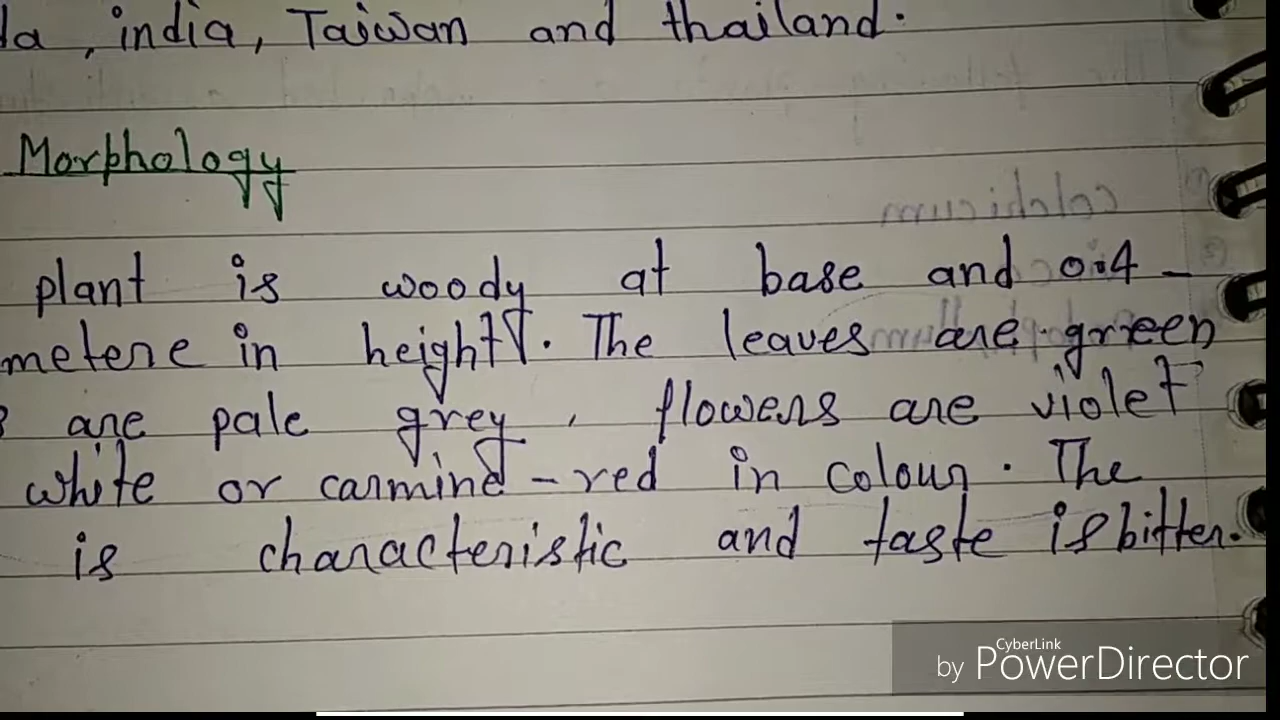 da, india, Taiwan and thailand.
Morphology
plant is woody at base and 0.4 -
metere in height. The leaves are green
are pale grey, flowers are violet
white or carmine-red in colour. The
is characteristic and taste is bitter.
colchicum
CyberLink
by PowerDirector